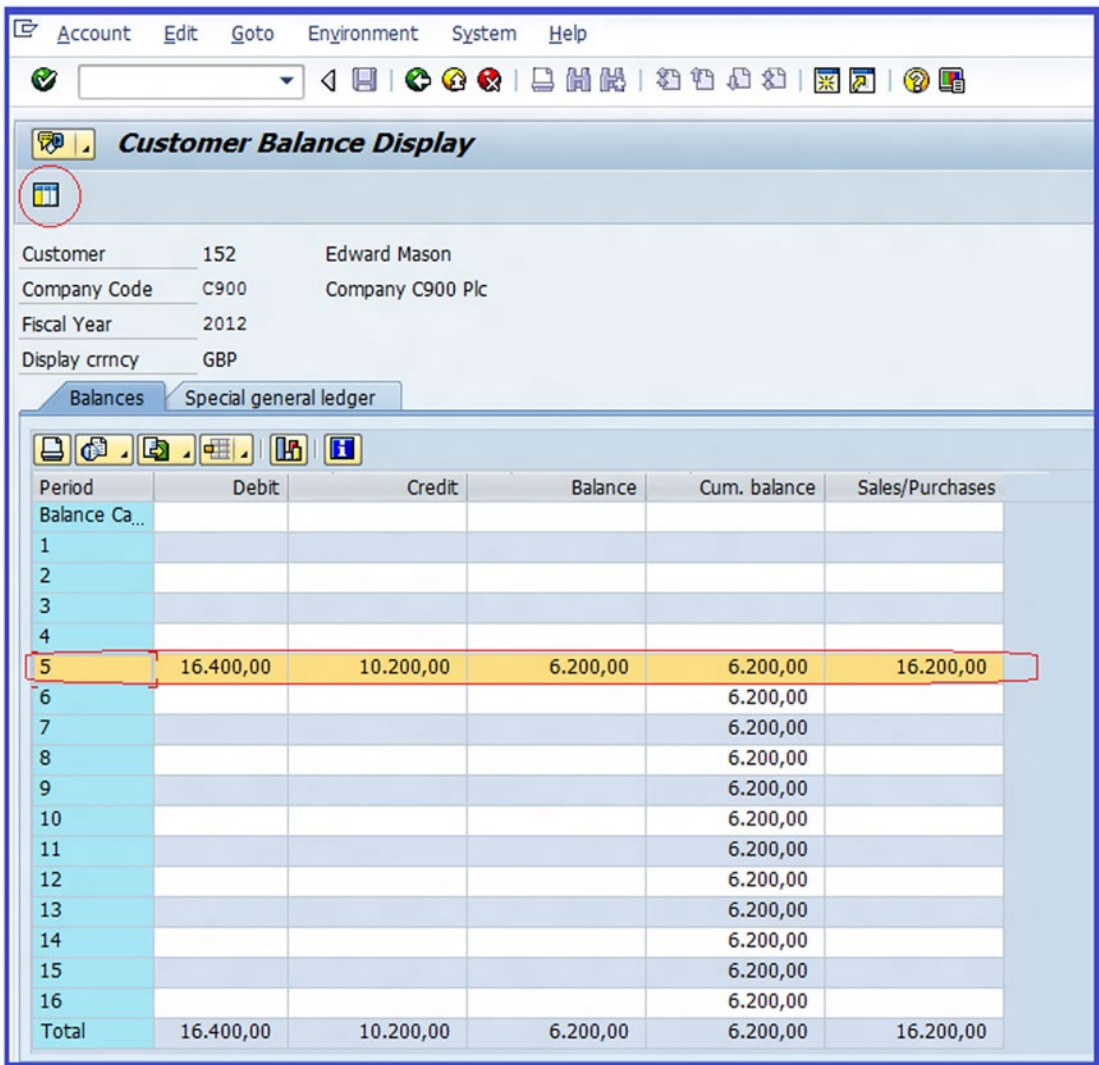 Account Edit Goto Environment System Help
Customer Balance Display
Customer 152 Edward Mason
Company Code C900 Company C900 Plc
Fiscal Year 2012
Display crrncy GBP
Balances Special general ledger
Period Debit Credit Balance Cum. balance Sales/Purchases
Balance Ca...
1
2
3
4
5 16.400,00 10.200,00 6.200,00 6.200,00 16.200,00
6 6.200,00
7 6.200,00
8 6.200,00
9 6.200,00
10 6.200,00
11 6.200,00
12 6.200,00
13 6.200,00
14 6.200,00
15 6.200,00
16 6.200,00
Total 16.400,00 10.200,00 6.200,00 6.200,00 16.200,00